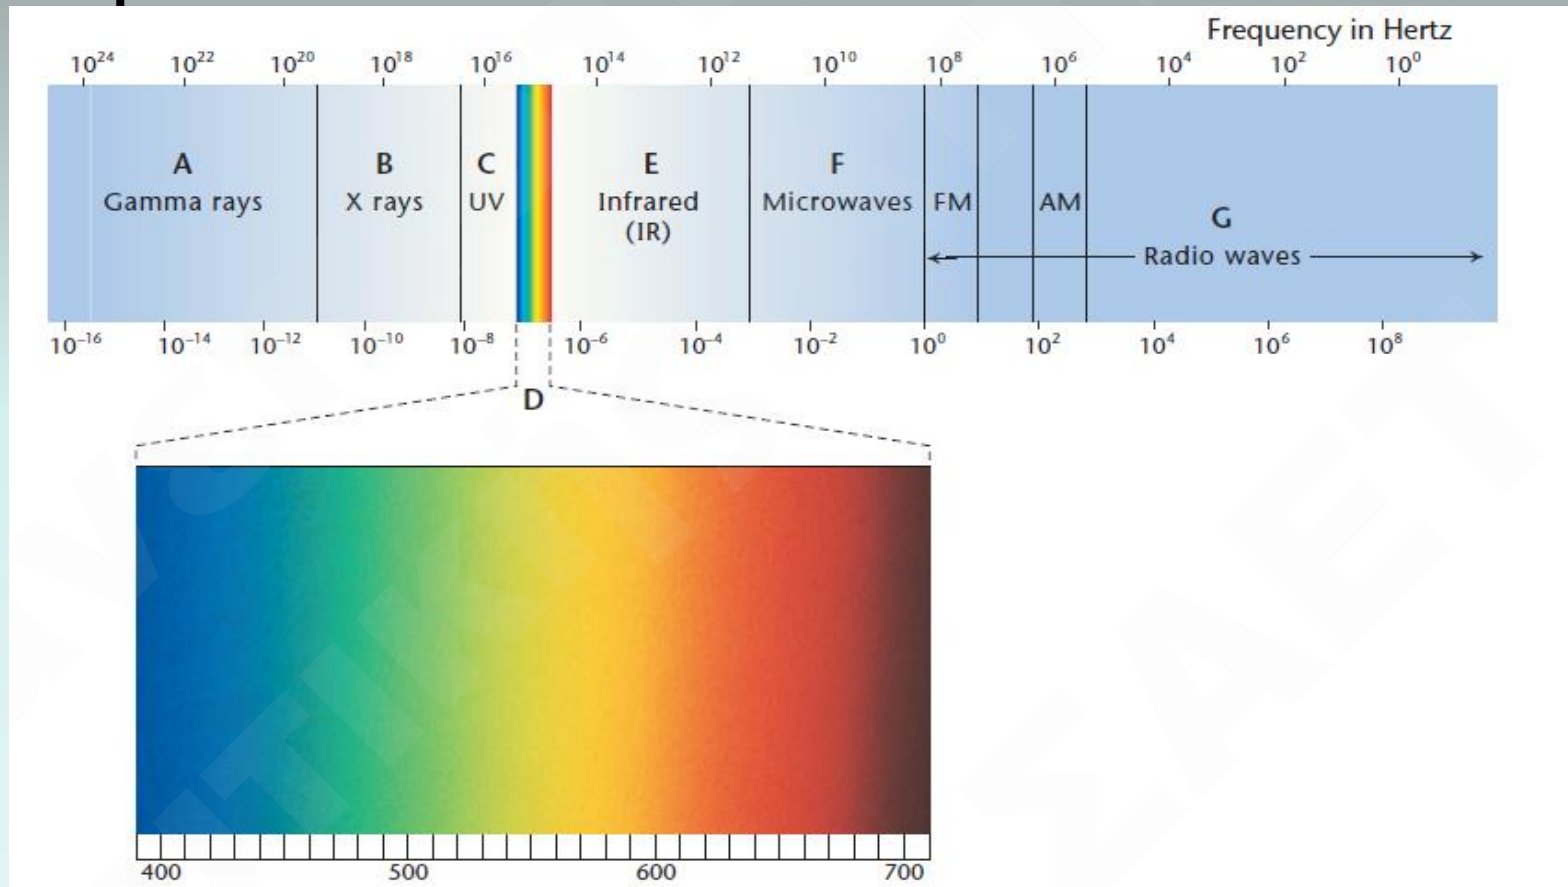 Frequency in Hertz
10²⁴ 10²² 10²⁰ 10¹⁸ 10¹⁶ 10¹⁴ 10¹² 10¹⁰ 10⁸ 10⁶ 10⁴ 10² 10⁰
A B C E F
Gamma rays X rays UV Infrared Microwaves FM AM
G
(IR)
Radio waves
10⁻¹⁶ 10⁻¹⁴ 10⁻¹² 10⁻¹⁰ 10⁻⁸ 10⁻⁶ 10⁻⁴ 10⁻² 10⁰ 10² 10⁴ 10⁶ 10⁸
D
400 500 600 700